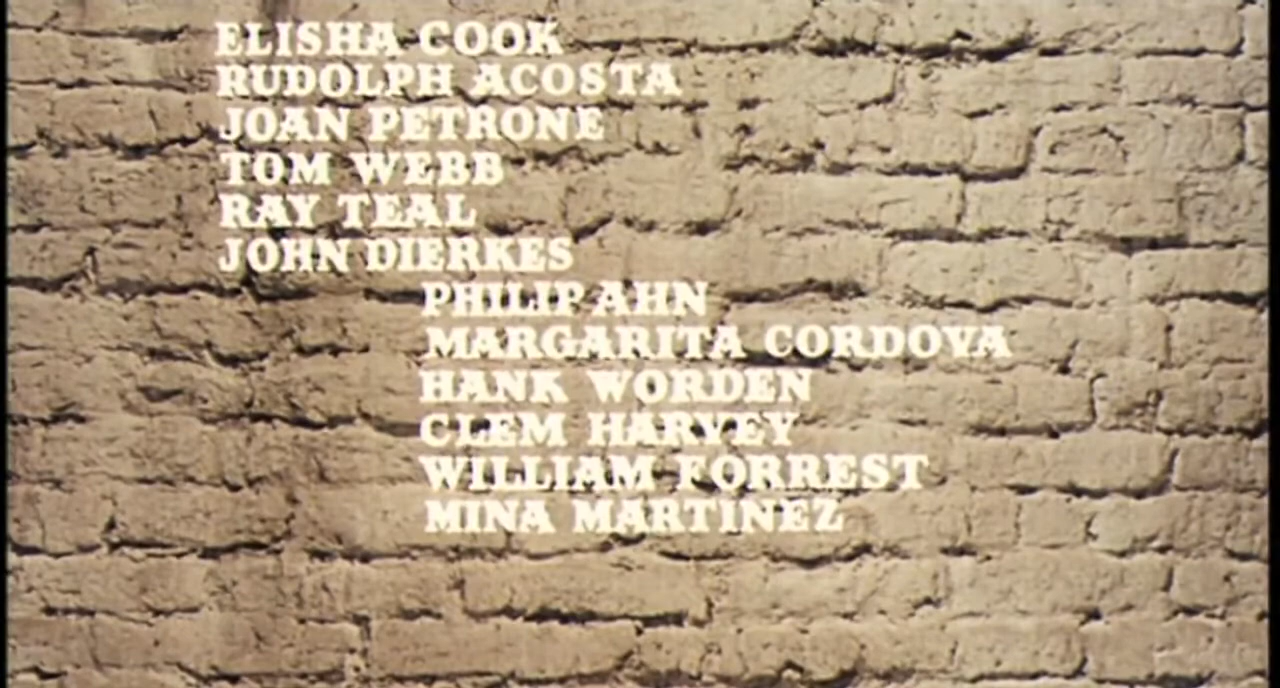 ELISHA COOK
RUDOLPH ACOSTA
JOAN PETRONE
TOM WEBB
RAY TEAL
JOHN DIERKES
PHILIP AHN
MARGARITA CORDOVA
HANK WORDEN
CLEM HARVEY
WILLIAM FORREST
MINA MARTINEZ